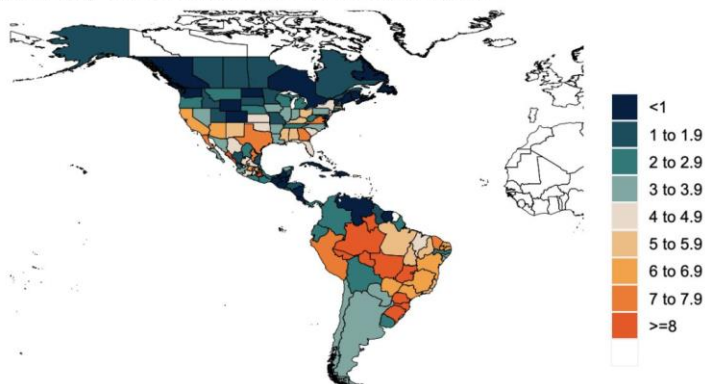 <1
1 to 1.9
2 to 2.9
3 to 3.9
4 to 4.9
5 to 5.9
6 to 6.9
7 to 7.9
>=8